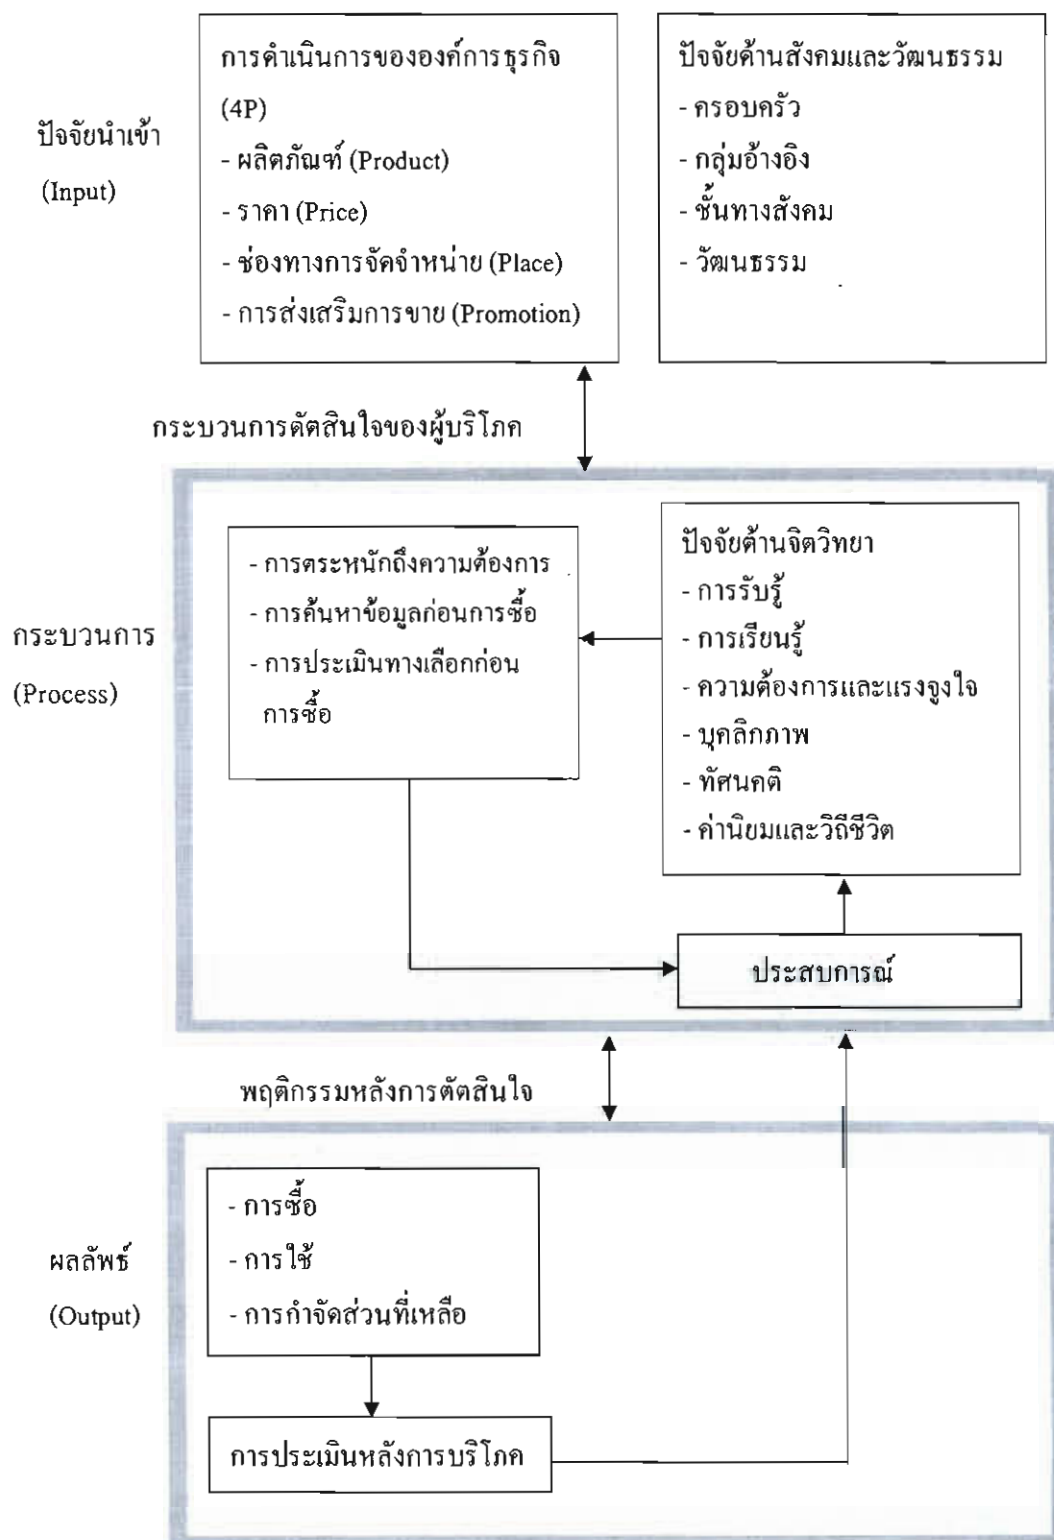 การดำเนินการขององค์การธุรกิจ
(4P)
- ผลิตภัณฑ์ (Product)
- ราคา (Price)
- ช่องทางการจัดจำหน่าย (Place)
- การส่งเสริมการขาย (Promotion)
ปัจจัยด้านสังคมและวัฒนธรรม
- ครอบครัว
- กลุ่มอ้างอิง
- ชั้นทางสังคม
- วัฒนธรรม
ปัจจัยนำเข้า
(Input)
กระบวนการตัดสินใจของผู้บริโภค
กระบวนการ
(Process)
- การตระหนักถึงความต้องการ
- การค้นหาข้อมูลก่อนการซื้อ
- การประเมินทางเลือกก่อน
การซื้อ
ปัจจัยด้านจิตวิทยา
- การรับรู้
- การเรียนรู้
- ความต้องการและแรงจูงใจ
- บุคลิกภาพ
- ทัศนคติ
- ค่านิยมและวิถีชีวิต
ประสบการณ์
พฤติกรรมหลังการตัดสินใจ
ผลลัพธ์
(Output)
- การซื้อ
- การใช้
- การกำจัดส่วนที่เหลือ
การประเมินหลังการบริโภค